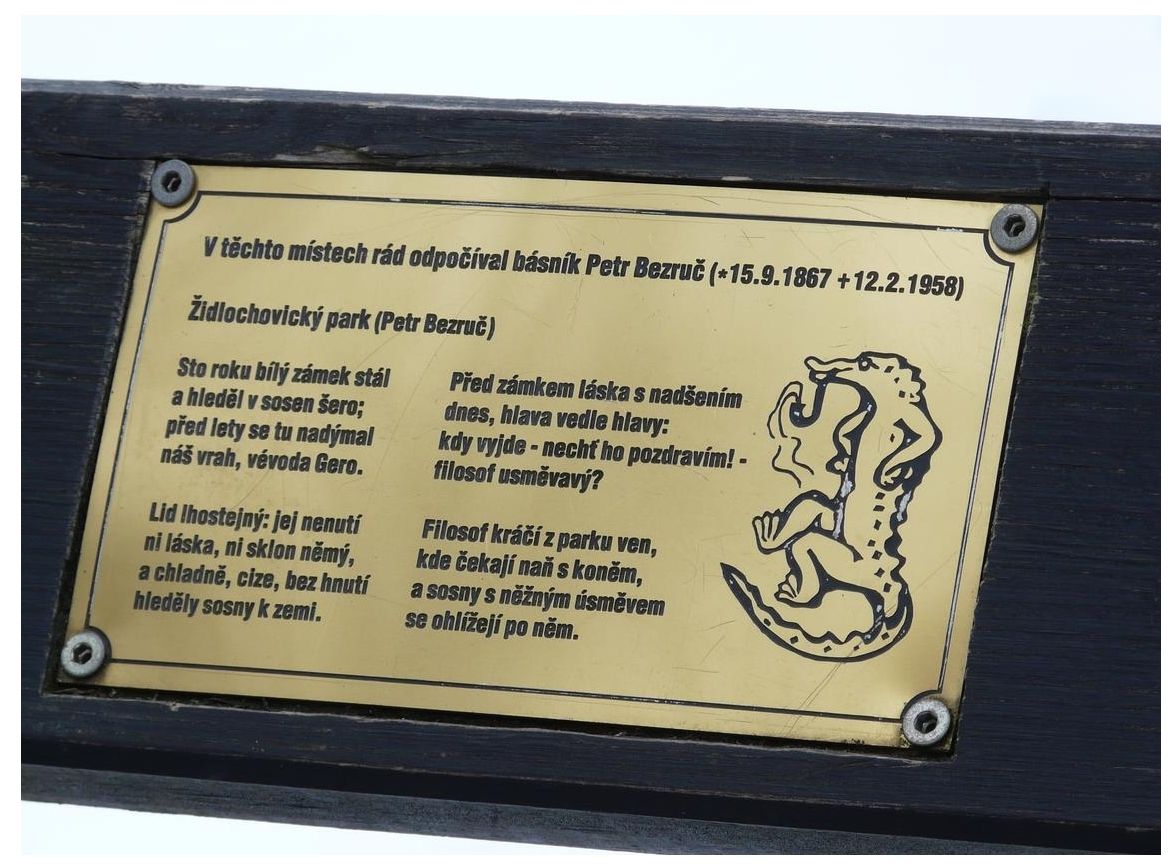 V těchto místech rád odpočíval básník Petr Bezruč (*15.9.1867 +12.2.1958)
Židlochovický park (Petr Bezruč)
Sto roku bílý zámek stál
a hleděl v sosen šero;
před lety se tu nadýmal
náš vrah, vévoda Gero.
Lid lhostejný: jej nenutí
ni láska, ni sklon němý,
a chladně, cize, bez hnutí
hleděly sosny k zemi.
Před zámkem láska s nadšením
dnes, hlava vedle hlavy:
kdy vyjde - nechť ho pozdravím! -
filosof usměvavý?
Filosof kráčí z parku ven,
kde čekají naň s koněm,
a sosny s něžným úsměvem
se ohlížejí po něm.